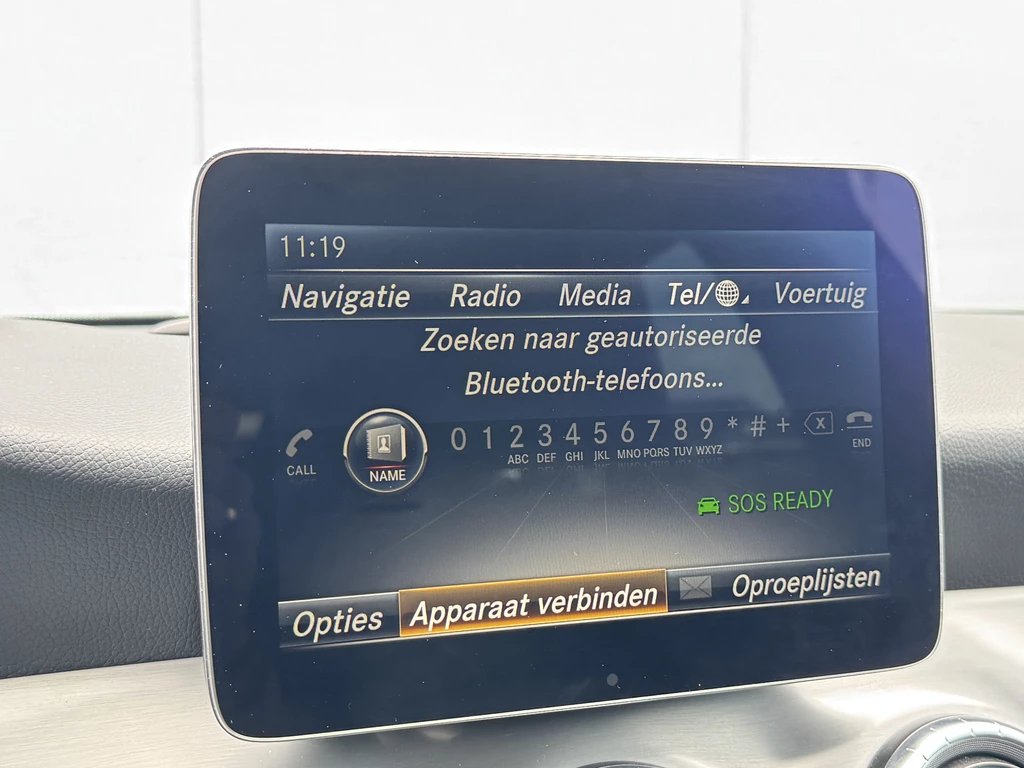 11:19
Navigatie Radio Media Tel/ Voertuig
Zoeken naar geautoriseerde
Bluetooth-telefoons...
CALL NAME 0 1 2 3 4 5 6 7 8 9 * # + X END
ABC DEF GHI JKL MNO PQRS TUV WXYZ
SOS READY
Opties Apparaat verbinden Oproeplijsten